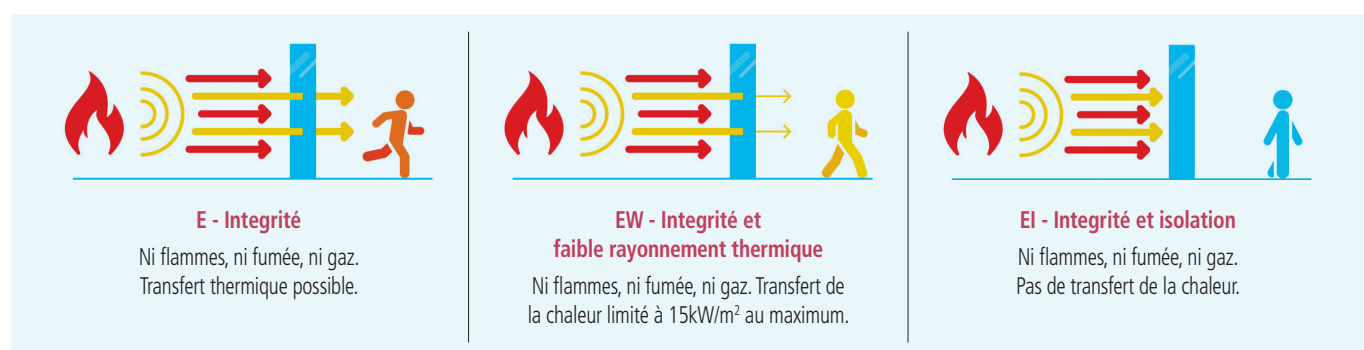 E - Integrité
Ni flammes, ni fumée, ni gaz.
Transfert thermique possible.
EW - Integrité et
faible rayonnement thermique
Ni flammes, ni fumée, ni gaz. Transfert de
la chaleur limité à 15kW/m² au maximum.
EI - Integrité et isolation
Ni flammes, ni fumée, ni gaz.
Pas de transfert de la chaleur.